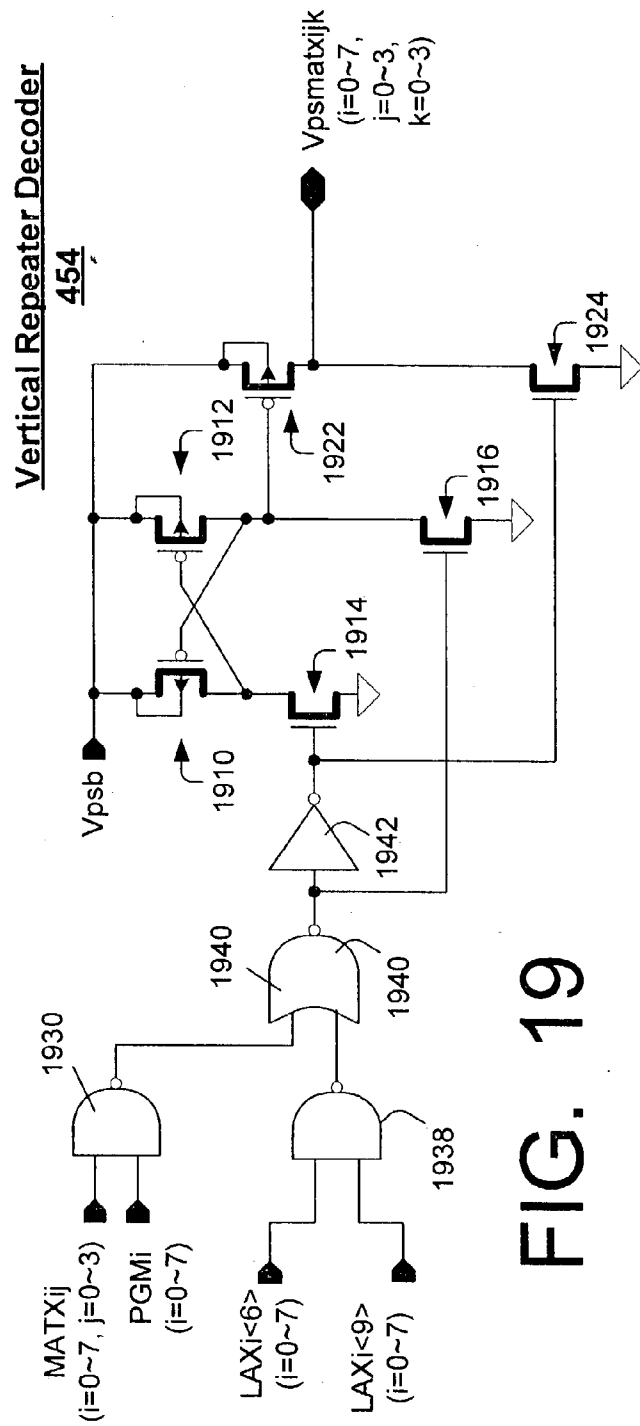 Vertical Repeater Decoder
454
Vpsb
1910
1912
1922
Vpsmatxijk
(i=0~7,
j=0~3,
k=0~3)
1914
1916
1924
1942
1940
1940
1930
1938
MATXij
(i=0~7, j=0~3)
PGMi
(i=0~7)
LAXi<6>
(i=0~7)
LAXi<9>
(i=0~7)
FIG. 19